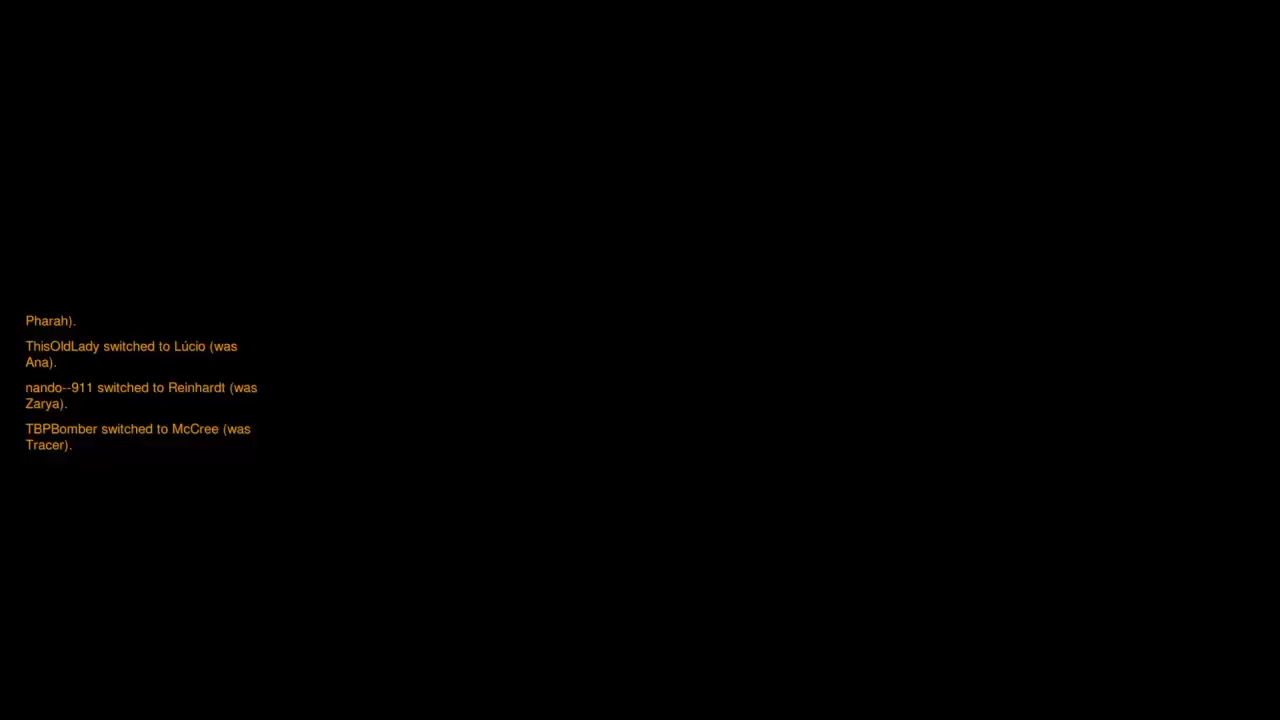 Pharah).
ThisOldLady switched to Lúcio (was
Ana).
nando--911 switched to Reinhardt (was
Zarya).
TBPBomber switched to McCree (was
Tracer).